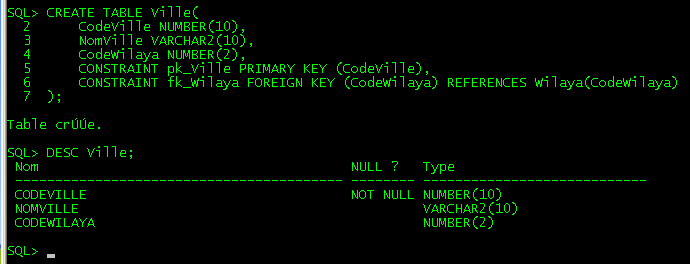 SQL> CREATE TABLE Ville(
  2      CodeVille NUMBER(10),
  3      NomVille VARCHAR2(10),
  4      CodeWilaya NUMBER(2),
  5      CONSTRAINT pk_Ville PRIMARY KEY (CodeVille),
  6      CONSTRAINT fk_Wilaya FOREIGN KEY (CodeWilaya) REFERENCES Wilaya(CodeWilaya)
  7  );
Table crÚÚe.
SQL> DESC Ville;
 Nom                                       NULL ?   Type
 ----------------------------------------- -------- ----------------------------
 CODEVILLE                                 NOT NULL NUMBER(10)
 NOMVILLE                                           VARCHAR2(10)
 CODEWILAYA                                         NUMBER(2)
SQL> _